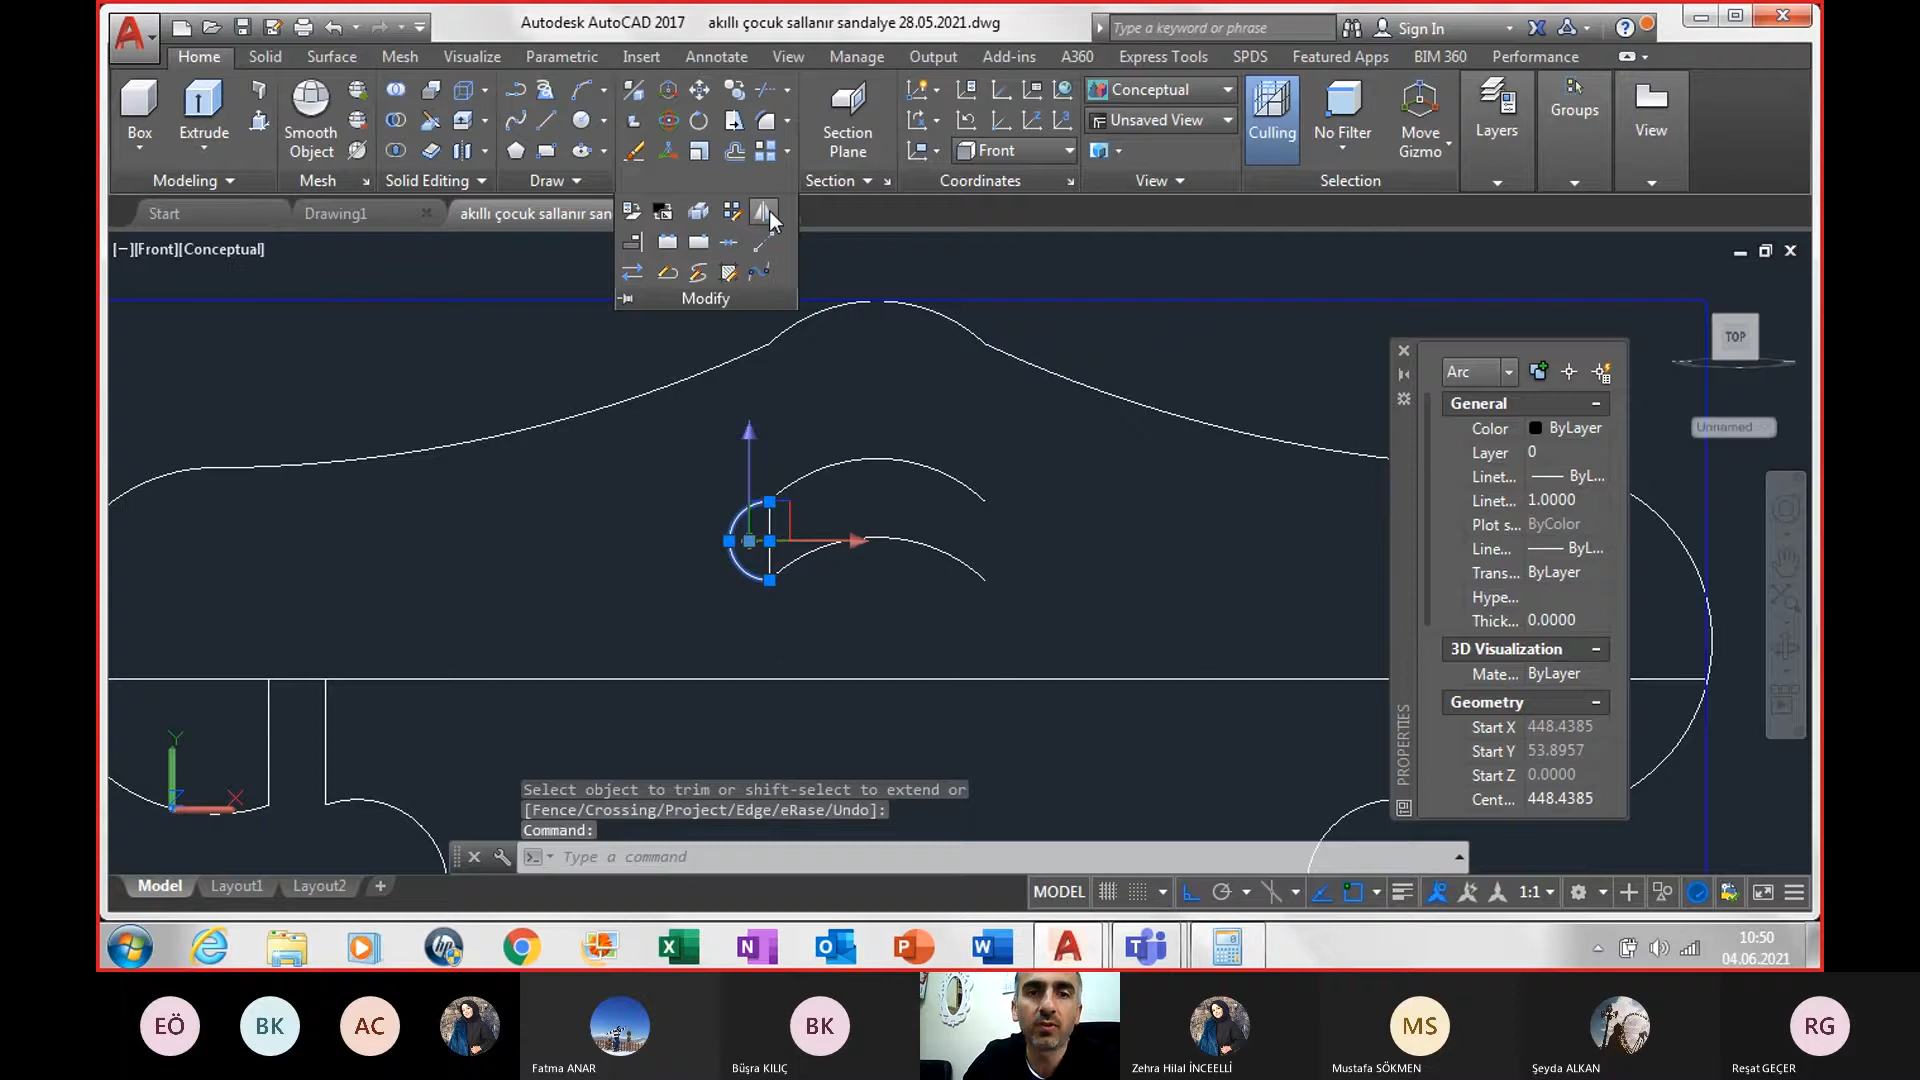 Autodesk AutoCAD 2017 akıllı çocuk sallanır sandalye 28.05.2021.dwg
Type a keyword or phrase
Sign In
Home Solid Surface Mesh Visualize Parametric Insert Annotate View Manage Output Add-ins A360 Express Tools SPDS Featured Apps BIM 360 Performance
Box
Extrude
Smooth
Object
Section
Plane
Conceptual
Unsaved View
Front
Culling
No Filter
Move
Gizmo
Layers
Groups
View
Modeling
Mesh
Solid Editing
Draw
Section
Coordinates
View
Selection
Start
Drawing1
akıllı çocuk sallanır san
Modify
[−][Front][Conceptual]
TOP
Unnamed
Arc
General
Color ByLayer
Layer 0
Linet... ByL...
Linet... 1.0000
Plot s... ByColor
Line... ByL...
Trans... ByLayer
Hype...
Thick... 0.0000
3D Visualization
Mate... ByLayer
Geometry
Start X 448.4385
Start Y 53.8957
Start Z 0.0000
Cent... 448.4385
PROPERTIES
Y
X
Z
Select object to trim or shift-select to extend or
[Fence/Crossing/Project/Edge/eRase/Undo]:
Command:
Type a command
Model Layout1 Layout2
MODEL
1:1
10:50
04.06.2021
EÖ
BK
AC
Fatma ANAR
BK
Büşra KILIÇ
Zehra Hilal İNCEELLİ
MS
Mustafa SÖKMEN
Şeyda ALKAN
RG
Reşat GEÇER